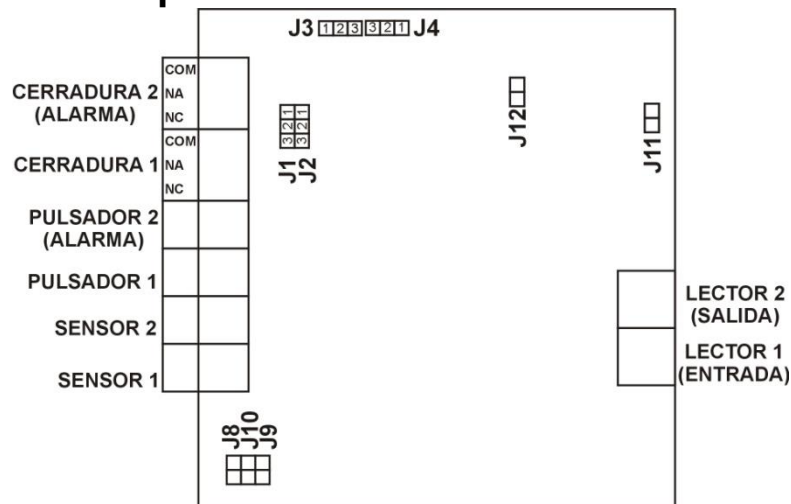 J3 1 2 3 3 2 1 J4
COM
CERRADURA 2
(ALARMA)
NA
NC
COM
CERRADURA 1
NA
NC
PULSADOR 2
(ALARMA)
PULSADOR 1
SENSOR 2
SENSOR 1
1 1
2 2
3 3
J1 J2
J12
J11
LECTOR 2
(SALIDA)
LECTOR 1
(ENTRADA)
J8 J10 J9